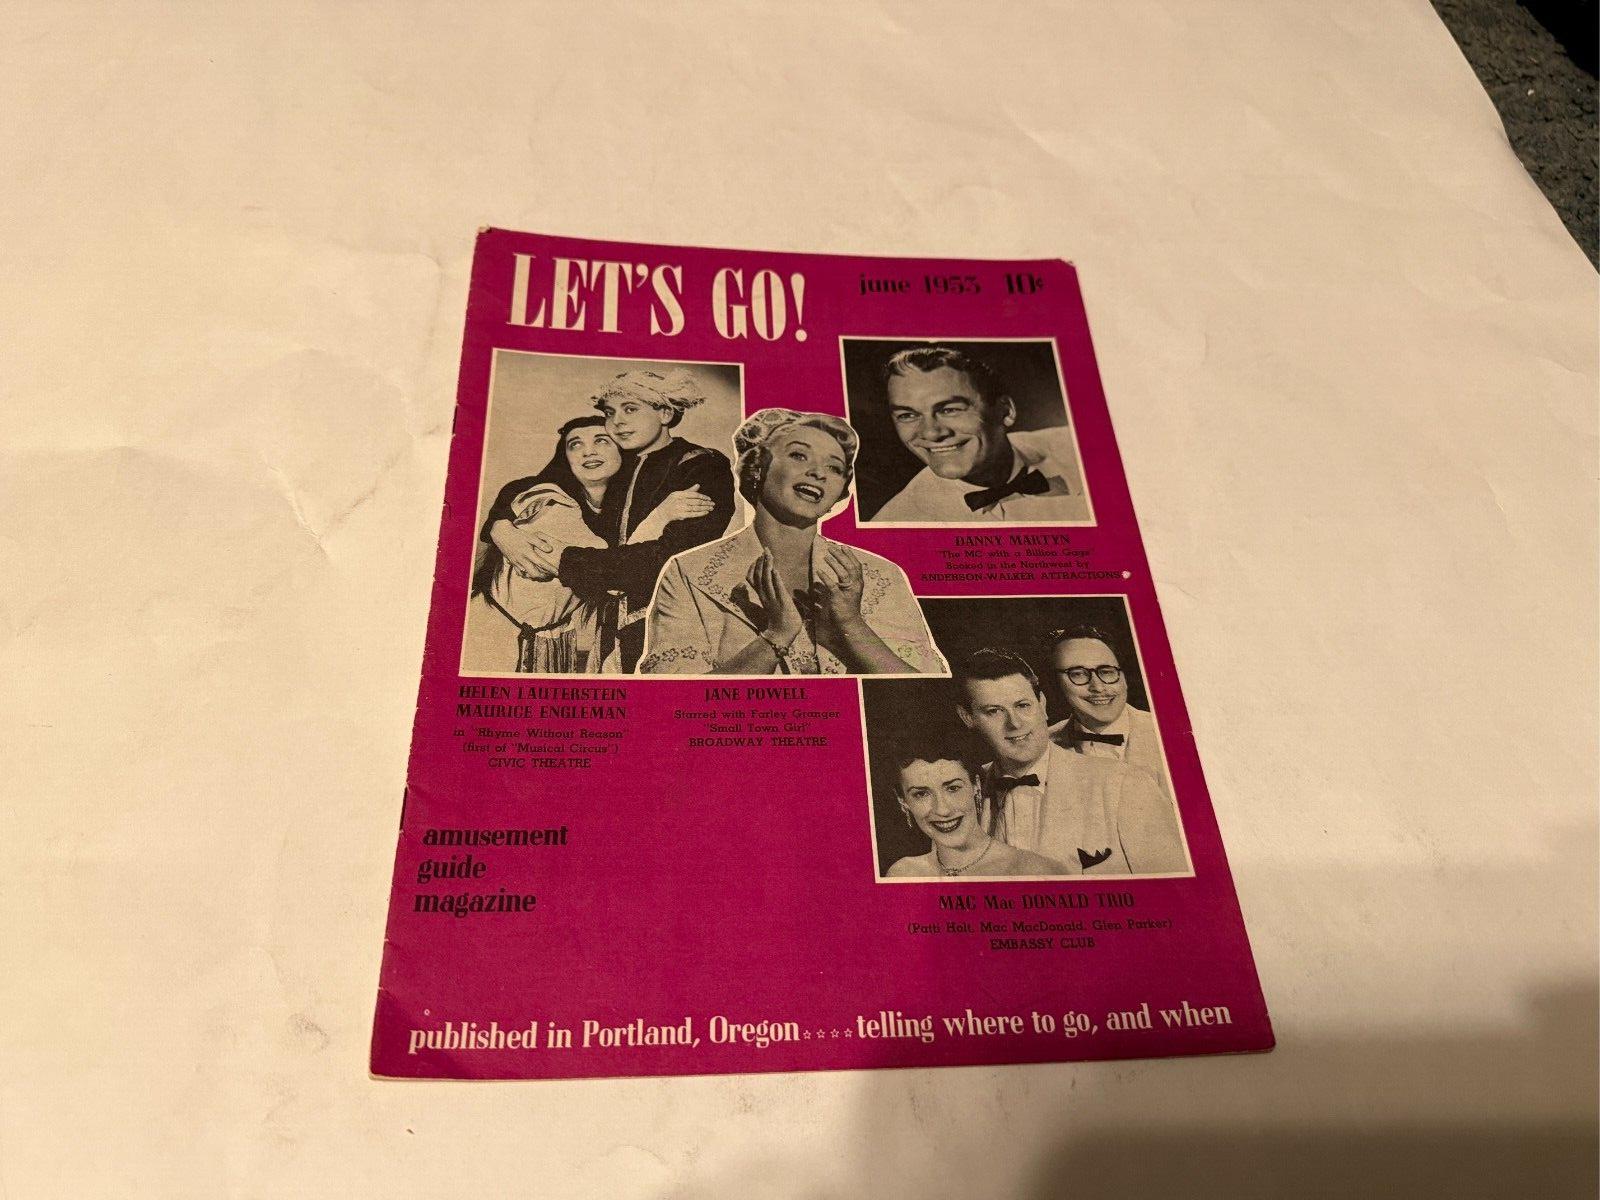 LET'S GO!
june 1953 10¢
DANNY MARTYN
"The MC with a Billion Gags"
Booked in the Northwest by
ANDERSON-WALKER ATTRACTIONS
HELEN LAUTERSTEIN
MAURICE ENGLEMAN
in "Rhyme Without Reason"
(first of "Musical Circus")
CIVIC THEATRE
JANE POWELL
Starred with Farley Granger
"Small Town Girl"
BROADWAY THEATRE
MAC Mac DONALD TRIO
(Patti Holt, Mac MacDonald, Glen Parker)
EMBASSY CLUB
amusement
guide
magazine
published in Portland, Oregon ☆☆☆☆ telling where to go, and when